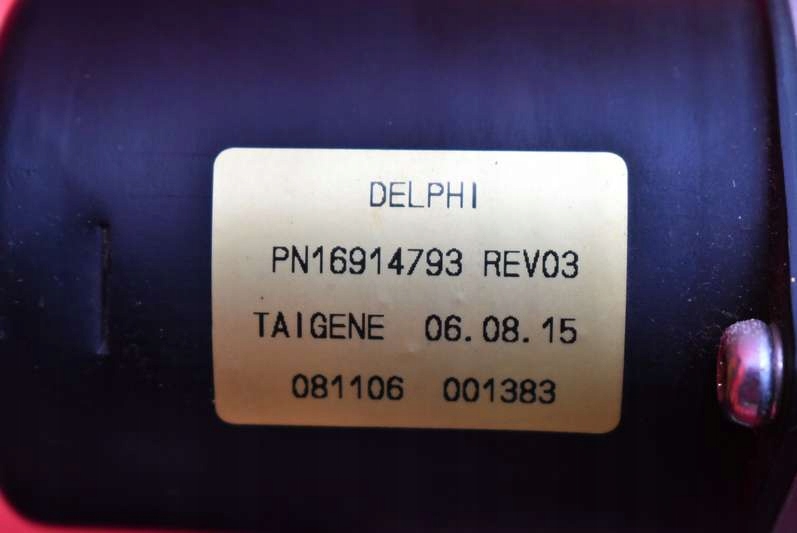 DELPHI
PN16914793 REV03
TAIGENE 06.08.15
081106 001383